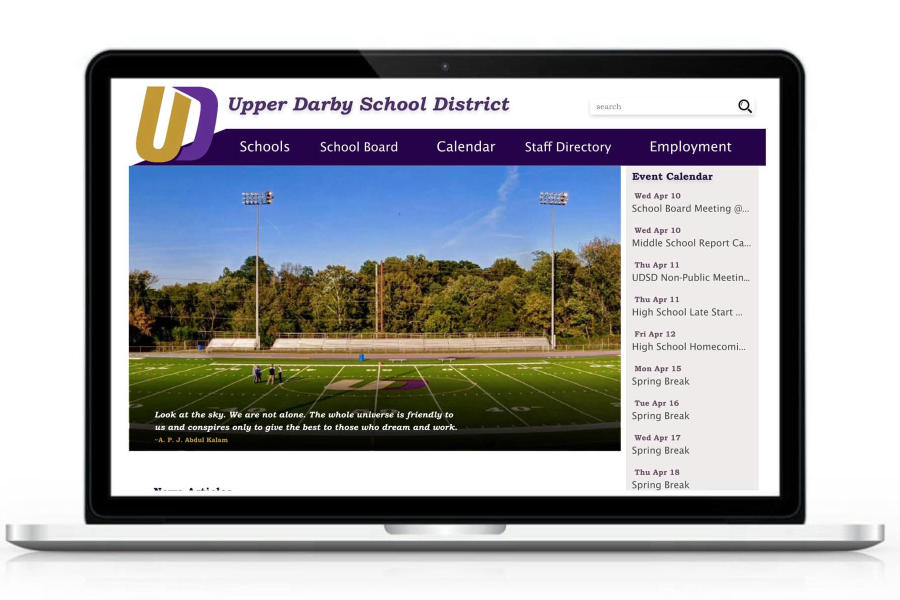 UD
Upper Darby School District
search
Schools School Board Calendar Staff Directory Employment
Look at the sky. We are not alone. The whole universe is friendly to
us and conspires only to give the best to those who dream and work.
~A. P. J. Abdul Kalam
Event Calendar
Wed Apr 10
School Board Meeting @...
Wed Apr 10
Middle School Report Ca...
Thu Apr 11
UDSD Non-Public Meetin...
Thu Apr 11
High School Late Start ...
Fri Apr 12
High School Homecomi...
Mon Apr 15
Spring Break
Tue Apr 16
Spring Break
Wed Apr 17
Spring Break
Thu Apr 18
Spring Break